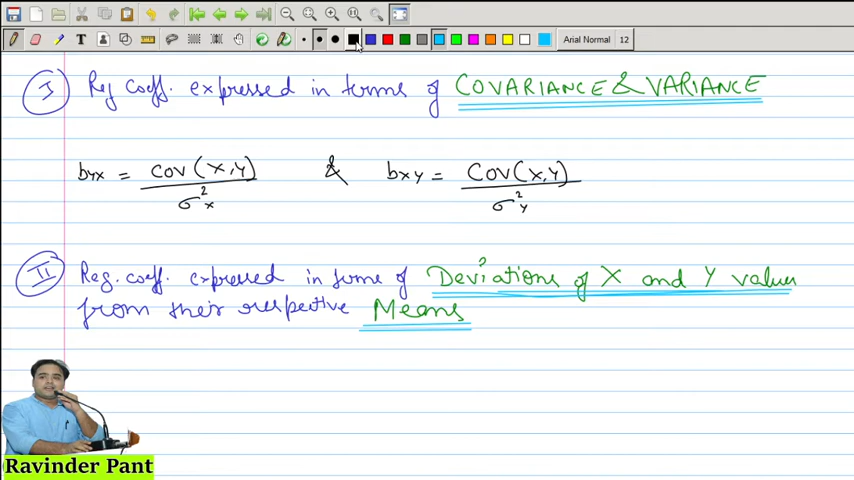 Arial Normal 12
I Reg Coeff. expressed in terms of COVARIANCE & VARIANCE
byx = Cov(X,Y) / σ²x & bxy = Cov(X,Y) / σ²y
II Reg. Coeff. expressed in terms of Deviations of X and Y values
from their respective Means
Ravinder Pant